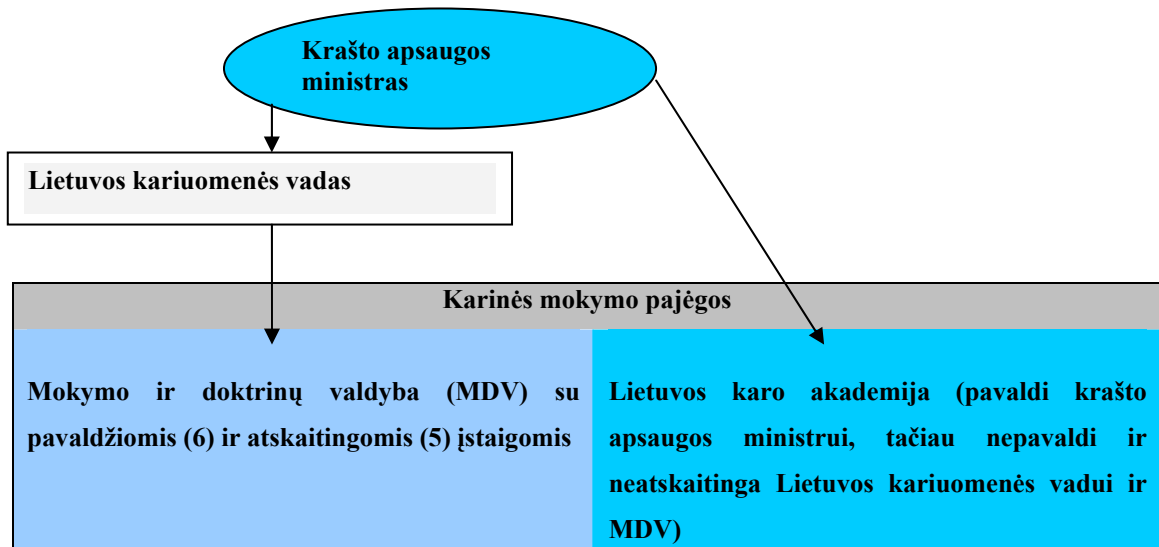 Krašto apsaugos
ministras
Lietuvos kariuomenės vadas
Karinės mokymo pajėgos
Mokymo ir doktrinų valdyba (MDV) su
pavaldžiomis (6) ir atskaitingomis (5) įstaigomis
Lietuvos karo akademija (pavaldi krašto
apsaugos ministrui, tačiau nepavaldi ir
neatskaitinga Lietuvos kariuomenės vadui ir
MDV)